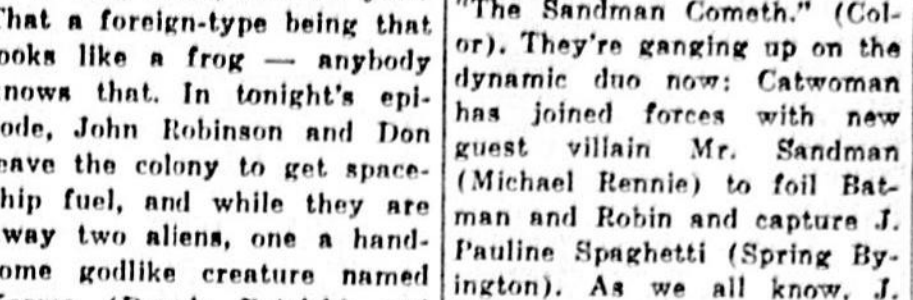 That a foreign-type being that
ooks like a frog — anybody
nows that. In tonight's epi-
ode, John Robinson and Don
eave the colony to get space-
hip fuel, and while they are
way two aliens, one a hand-
ome godlike creature named
"The Sandman Cometh." (Col-
or). They're ganging up on the
dynamic duo now: Catwoman
has joined forces with new
guest villain Mr. Sandman
(Michael Rennie) to foil Bat-
man and Robin and capture J.
Pauline Spaghetti (Spring By-
ington). As we all know, J.